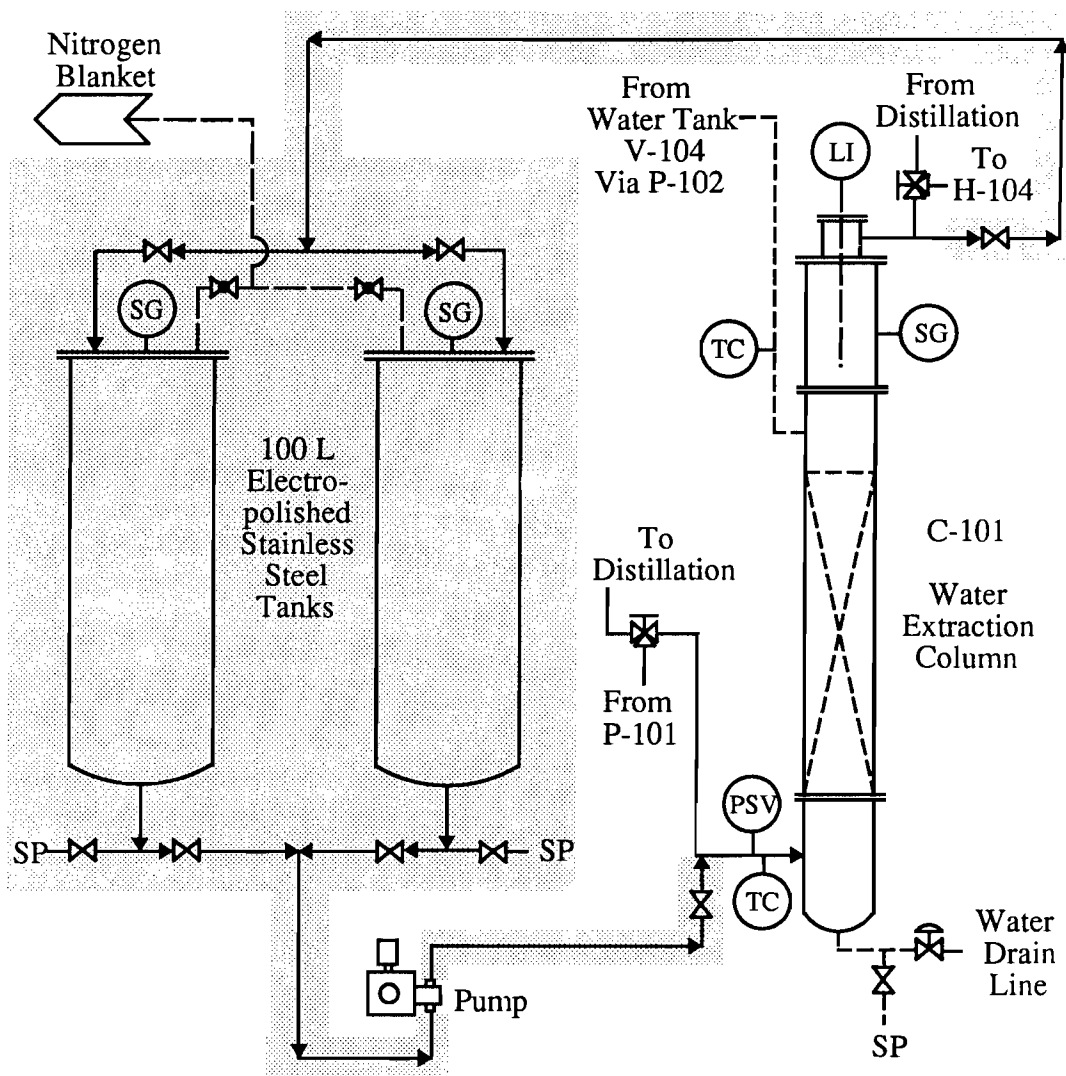 Nitrogen
Blanket
From
Water Tank
V-104
Via P-102
LI
From
Distillation
To
H-104
SG
SG
TC
SG
100 L
Electro-
polished
Stainless
Steel
Tanks
To
Distillation
C-101
Water
Extraction
Column
From
P-101
PSV
SP
SP
TC
Water
Drain
Line
Pump
SP